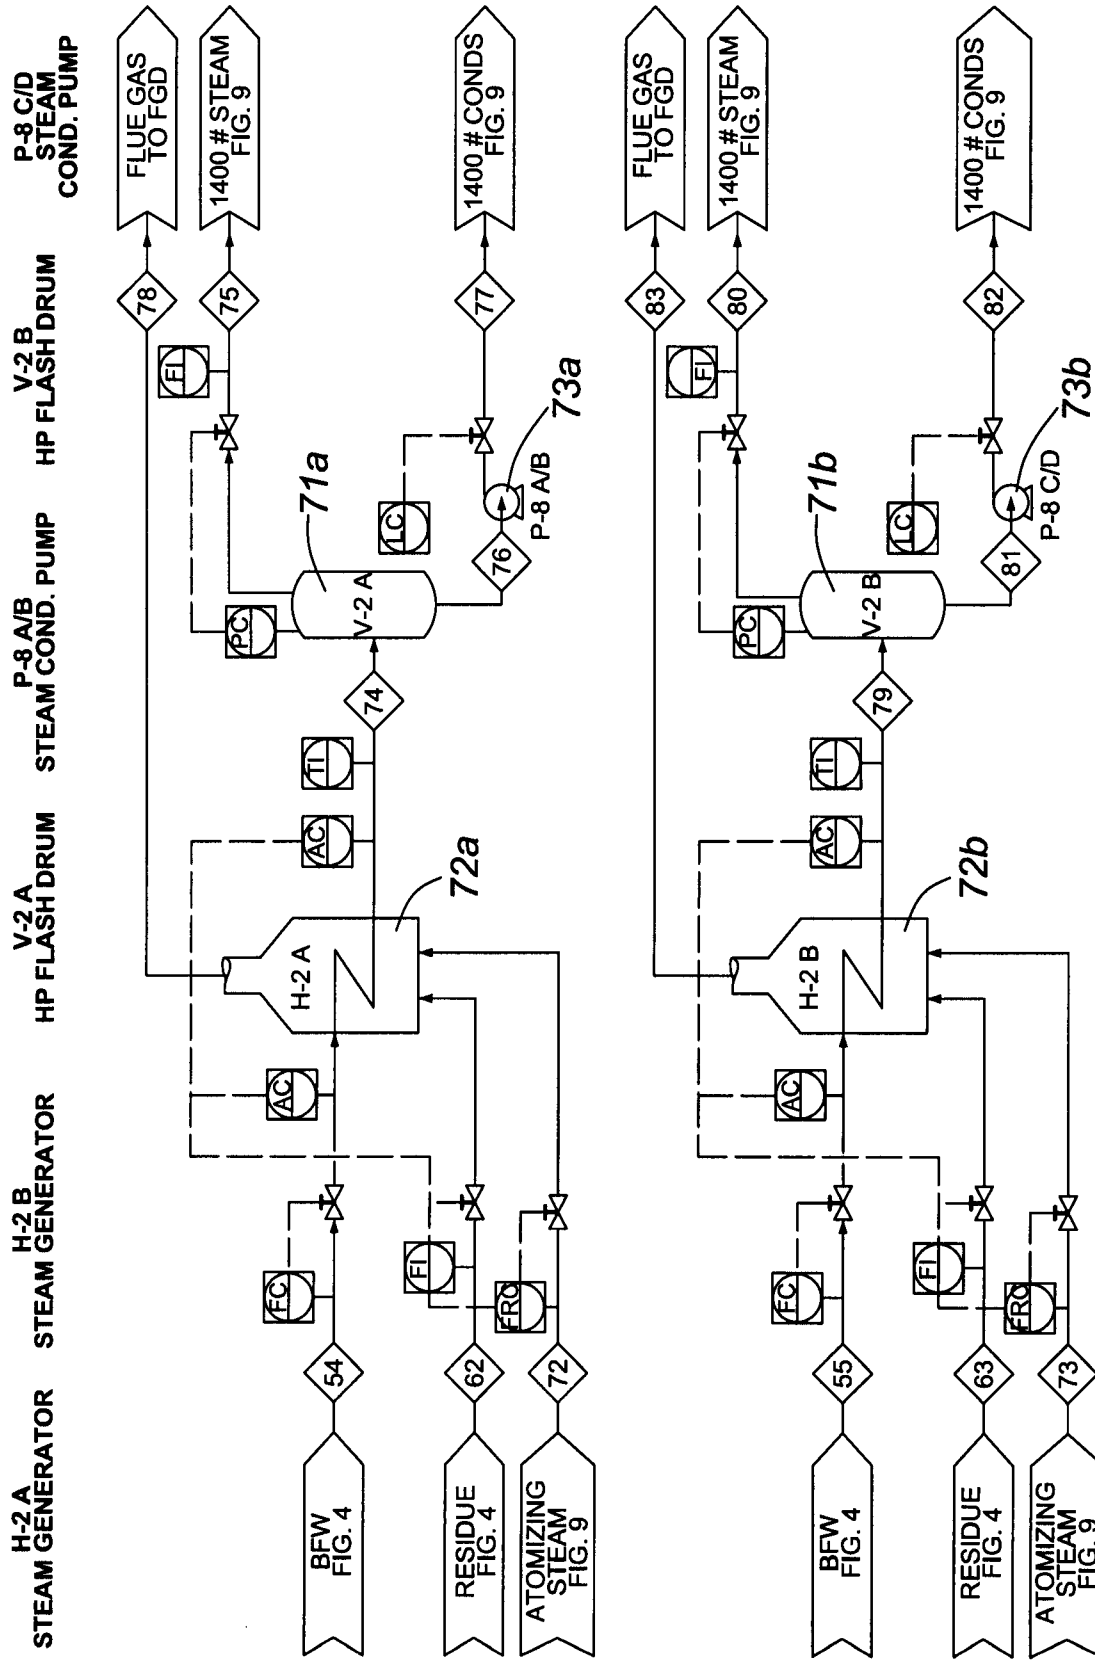 H-2 A
STEAM GENERATOR
H-2 B
STEAM GENERATOR
V-2 A
HP FLASH DRUM
P-8 A/B
STEAM COND. PUMP
V-2 B
HP FLASH DRUM
P-8 C/D
STEAM
COND. PUMP
BFW
FIG. 4
54
FC
AC
H-2 A
72a
AC
TI
74
V-2 A
71a
PC
FI
78
FLUE GAS
TO FGD
75
1400 # STEAM
FIG. 9
RESIDUE
FIG. 4
62
FI
ATOMIZING
STEAM
FIG. 9
72
FRC
76
P-8 A/B
73a
LC
77
1400 # CONDS
FIG. 9
BFW
FIG. 4
55
FC
AC
H-2 B
72b
AC
TI
79
V-2 B
71b
PC
FI
83
FLUE GAS
TO FGD
80
1400 # STEAM
FIG. 9
RESIDUE
FIG. 4
63
FI
ATOMIZING
STEAM
FIG. 9
73
FRC
81
P-8 C/D
73b
LC
82
1400 # CONDS
FIG. 9